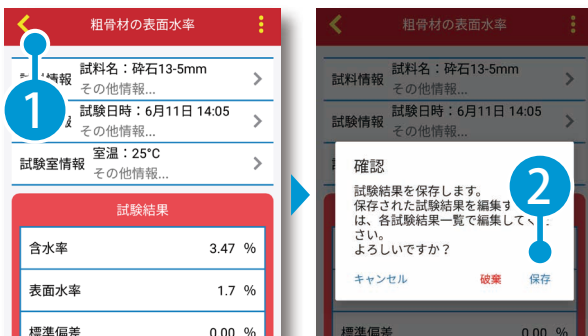 粗骨材の表面水率
1
情報
試料名：砕石13-5mm
その他情報...
試験日時：6月11日 14:05
その他情報...
試験室情報
室温：25°C
その他情報...
試験結果
含水率 3.47 %
表面水率 1.7 %
標準偏差 0.00 %
粗骨材の表面水率
試料情報
試料名：砕石13-5mm
その他情報...
試験情報
試験日時：6月11日 14:05
その他情報...
確認
2
試験結果を保存します。
保存された試験結果を編集す
は、各試験結果一覧で編集してくだ
さい。
よろしいですか？
キャンセル 破棄 保存
標準偏差 0.00 %